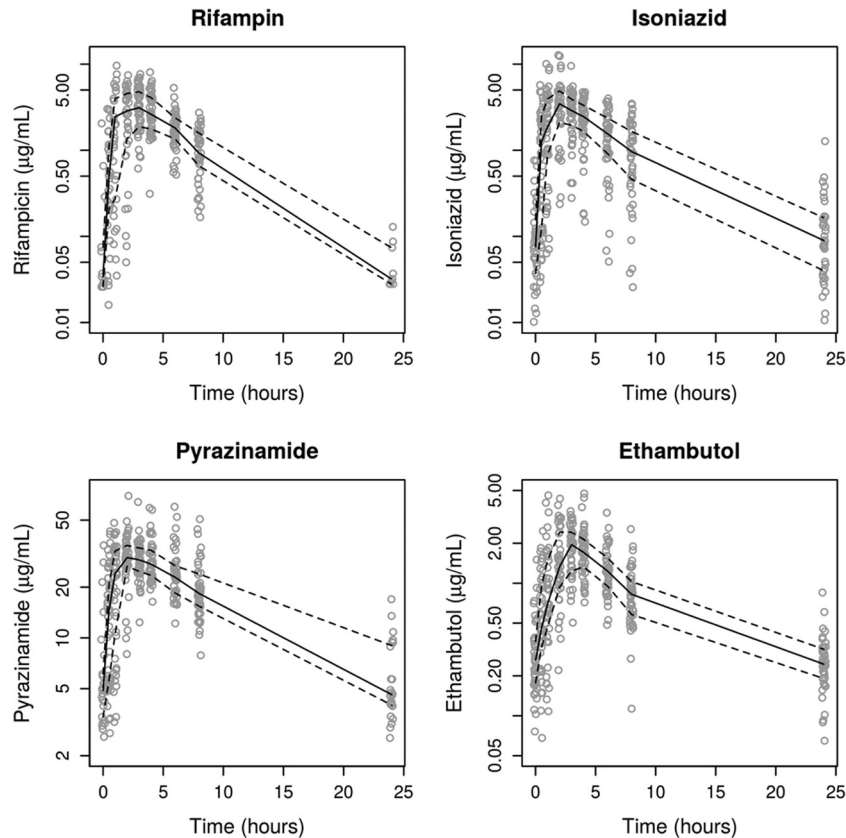 Rifampin
Isoniazid
Rifampicin (µg/mL)
5.00
0.50
0.05
0.01
0 5 10 15 20 25
Time (hours)
Isoniazid (µg/mL)
5.00
0.50
0.05
0.01
0 5 10 15 20 25
Time (hours)
Pyrazinamide
Ethambutol
Pyrazinamide (µg/mL)
50
20
10
5
2
0 5 10 15 20 25
Time (hours)
Ethambutol (µg/mL)
5.00
2.00
0.50
0.20
0.05
0 5 10 15 20 25
Time (hours)